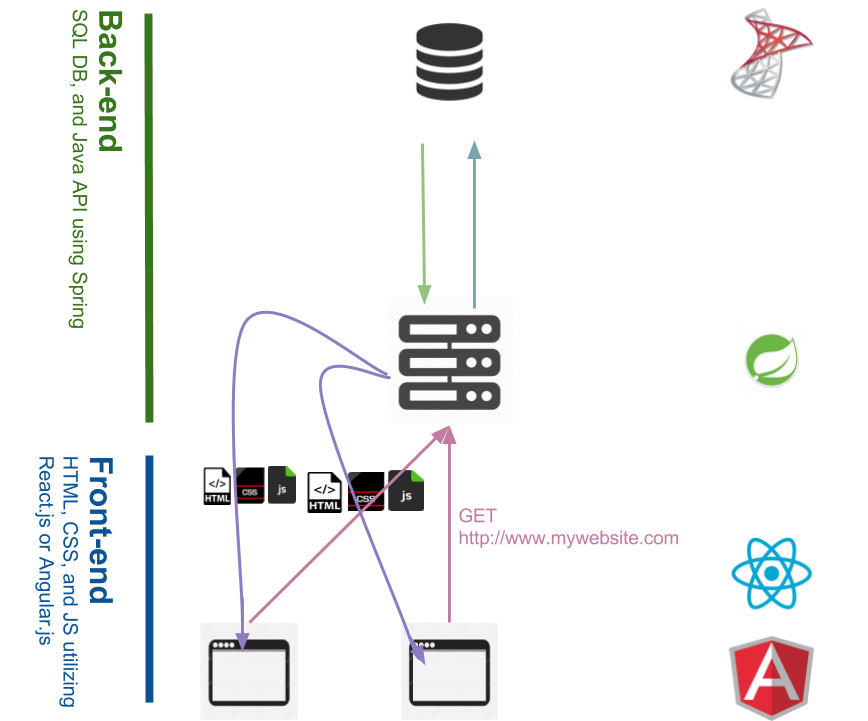 Back-end
SQL DB, and Java API using Spring
Front-end
HTML, CSS, and JS utilizing
React.js or Angular.js
</>
HTML
CSS
js
</>
HTML
CSS
js
GET
http://www.mywebsite.com
A